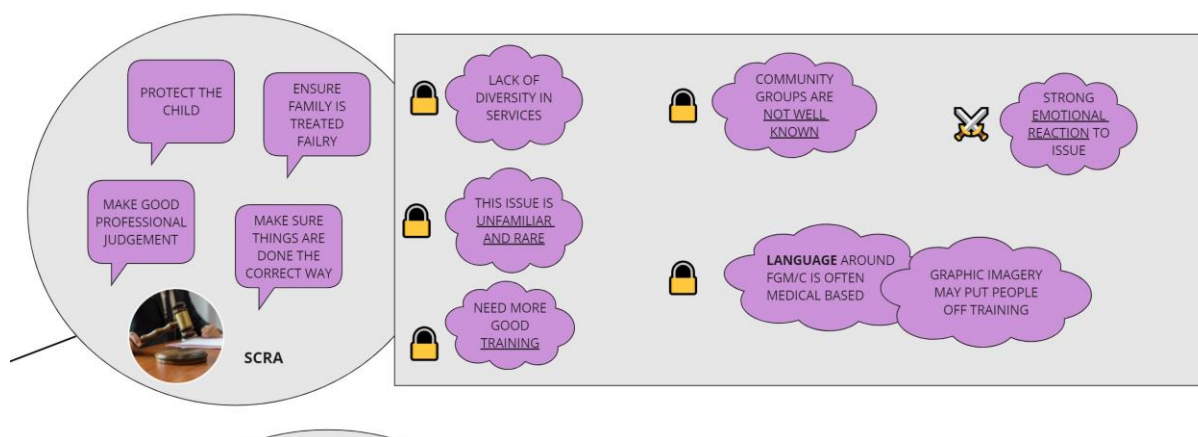 PROTECT THE
CHILD
ENSURE
FAMILY IS
TREATED
FAILRY
MAKE GOOD
PROFESSIONAL
JUDGEMENT
MAKE SURE
THINGS ARE
DONE THE
CORRECT WAY
SCRA
LACK OF
DIVERSITY IN
SERVICES
COMMUNITY
GROUPS ARE
NOT WELL
KNOWN
STRONG
EMOTIONAL
REACTION TO
ISSUE
THIS ISSUE IS
UNFAMILIAR
AND RARE
LANGUAGE AROUND
FGM/C IS OFTEN
MEDICAL BASED
GRAPHIC IMAGERY
MAY PUT PEOPLE
OFF TRAINING
NEED MORE
GOOD
TRAINING